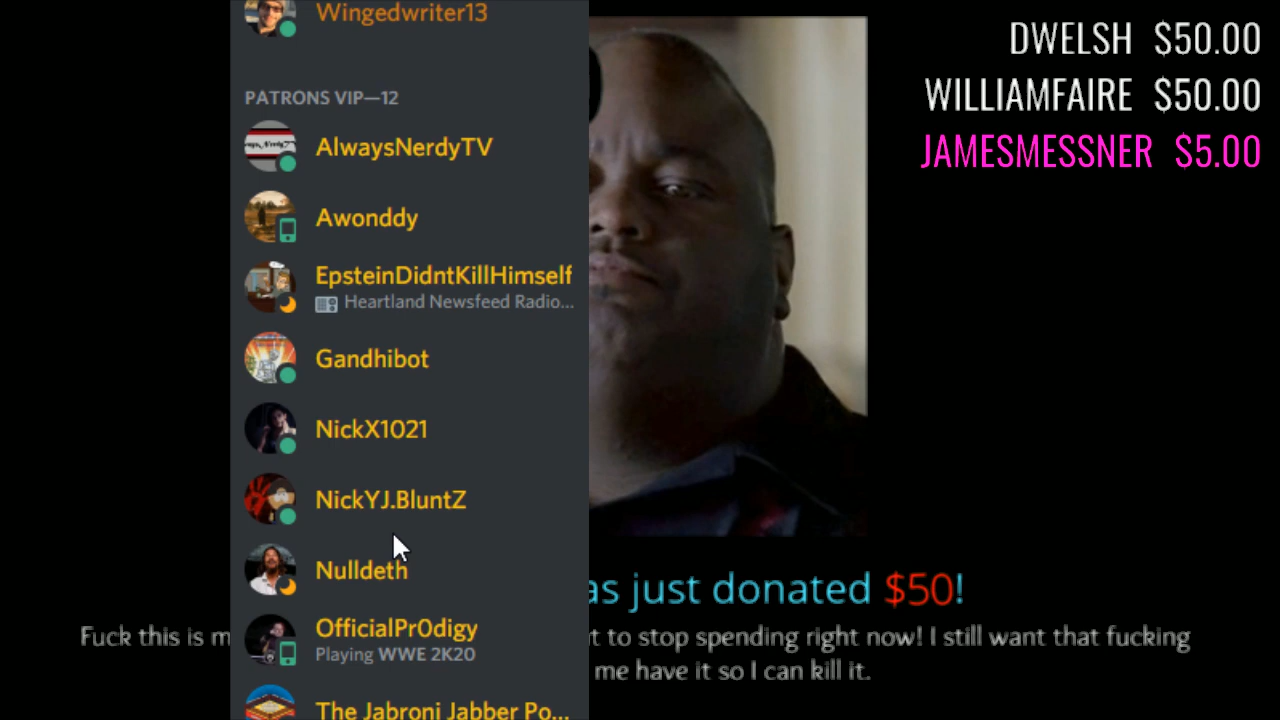 Wingedwriter13
PATRONS VIP—12
AlwaysNerdyTV
Awonddy
EpsteinDidntKillHimself
Heartland Newsfeed Radio...
Gandhibot
NickX1021
NickYJ.BluntZ
Nulldeth
OfficialPr0digy
Playing WWE 2K20
The Jabroni Jabber Po...
DWELSH $50.00
WILLIAMFAIRE $50.00
JAMESMESSNER $5.00
as just donated $50!
Fuck this is m t to stop spending right now! I still want that fucking
me have it so I can kill it.